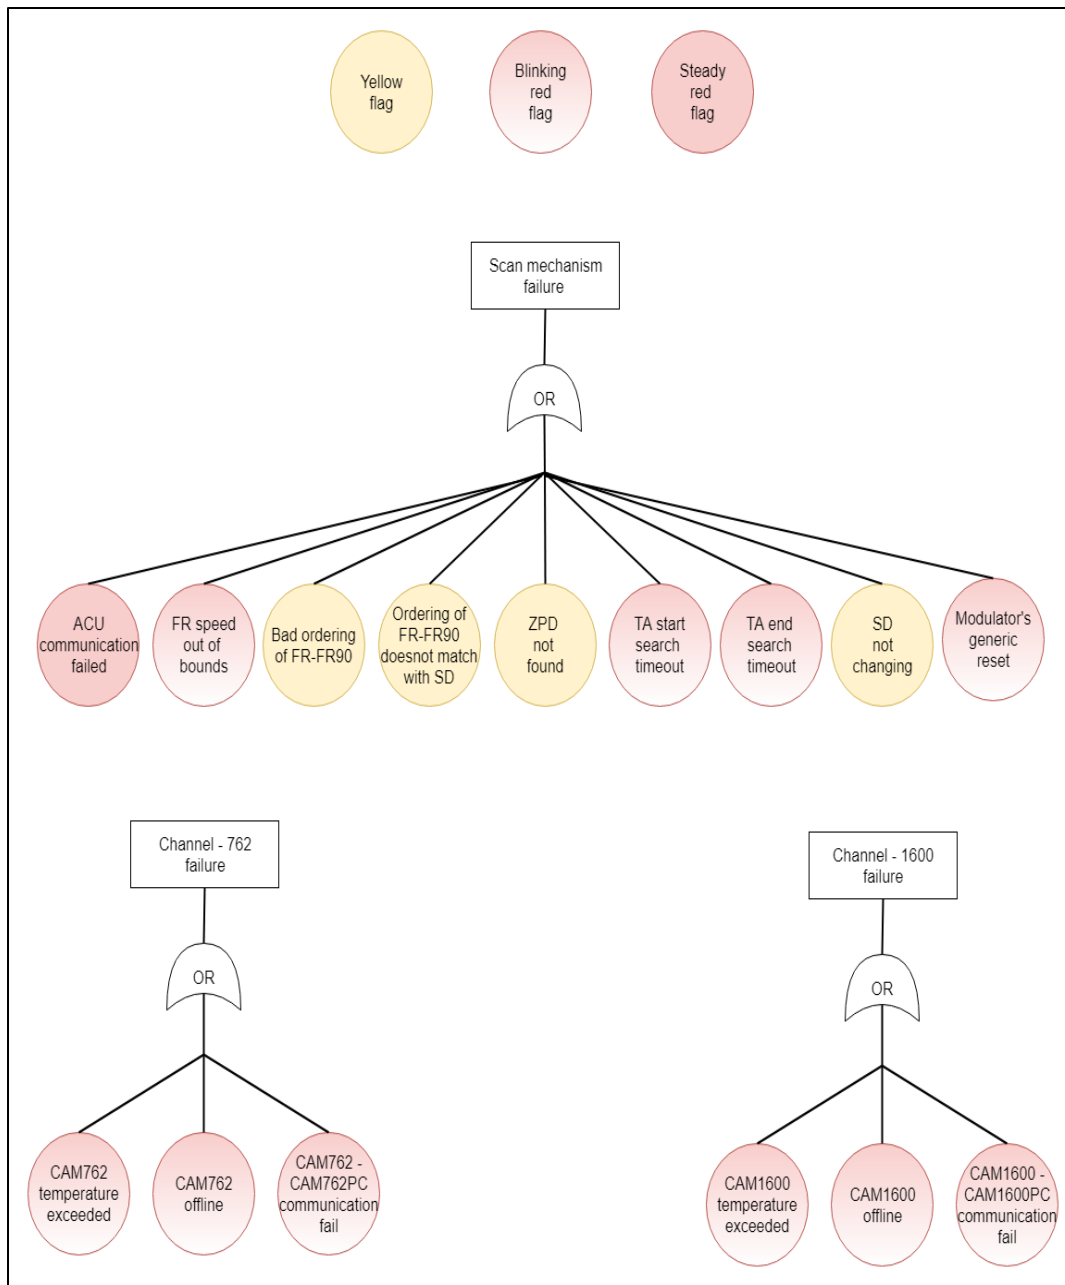 Yellow
flag
Blinking
red
flag
Steady
red
flag
Scan mechanism
failure
OR
ACU
communication
failed
FR speed
out of
bounds
Bad ordering
of FR-FR90
Ordering of
FR-FR90
doesnot match
with SD
ZPD
not
found
TA start
search
timeout
TA end
search
timeout
SD
not
changing
Modulator's
generic
reset
Channel - 762
failure
OR
CAM762
temperature
exceeded
CAM762
offline
CAM762 -
CAM762PC
communication
fail
Channel - 1600
failure
OR
CAM1600
temperature
exceeded
CAM1600
offline
CAM1600 -
CAM1600PC
communication
fail